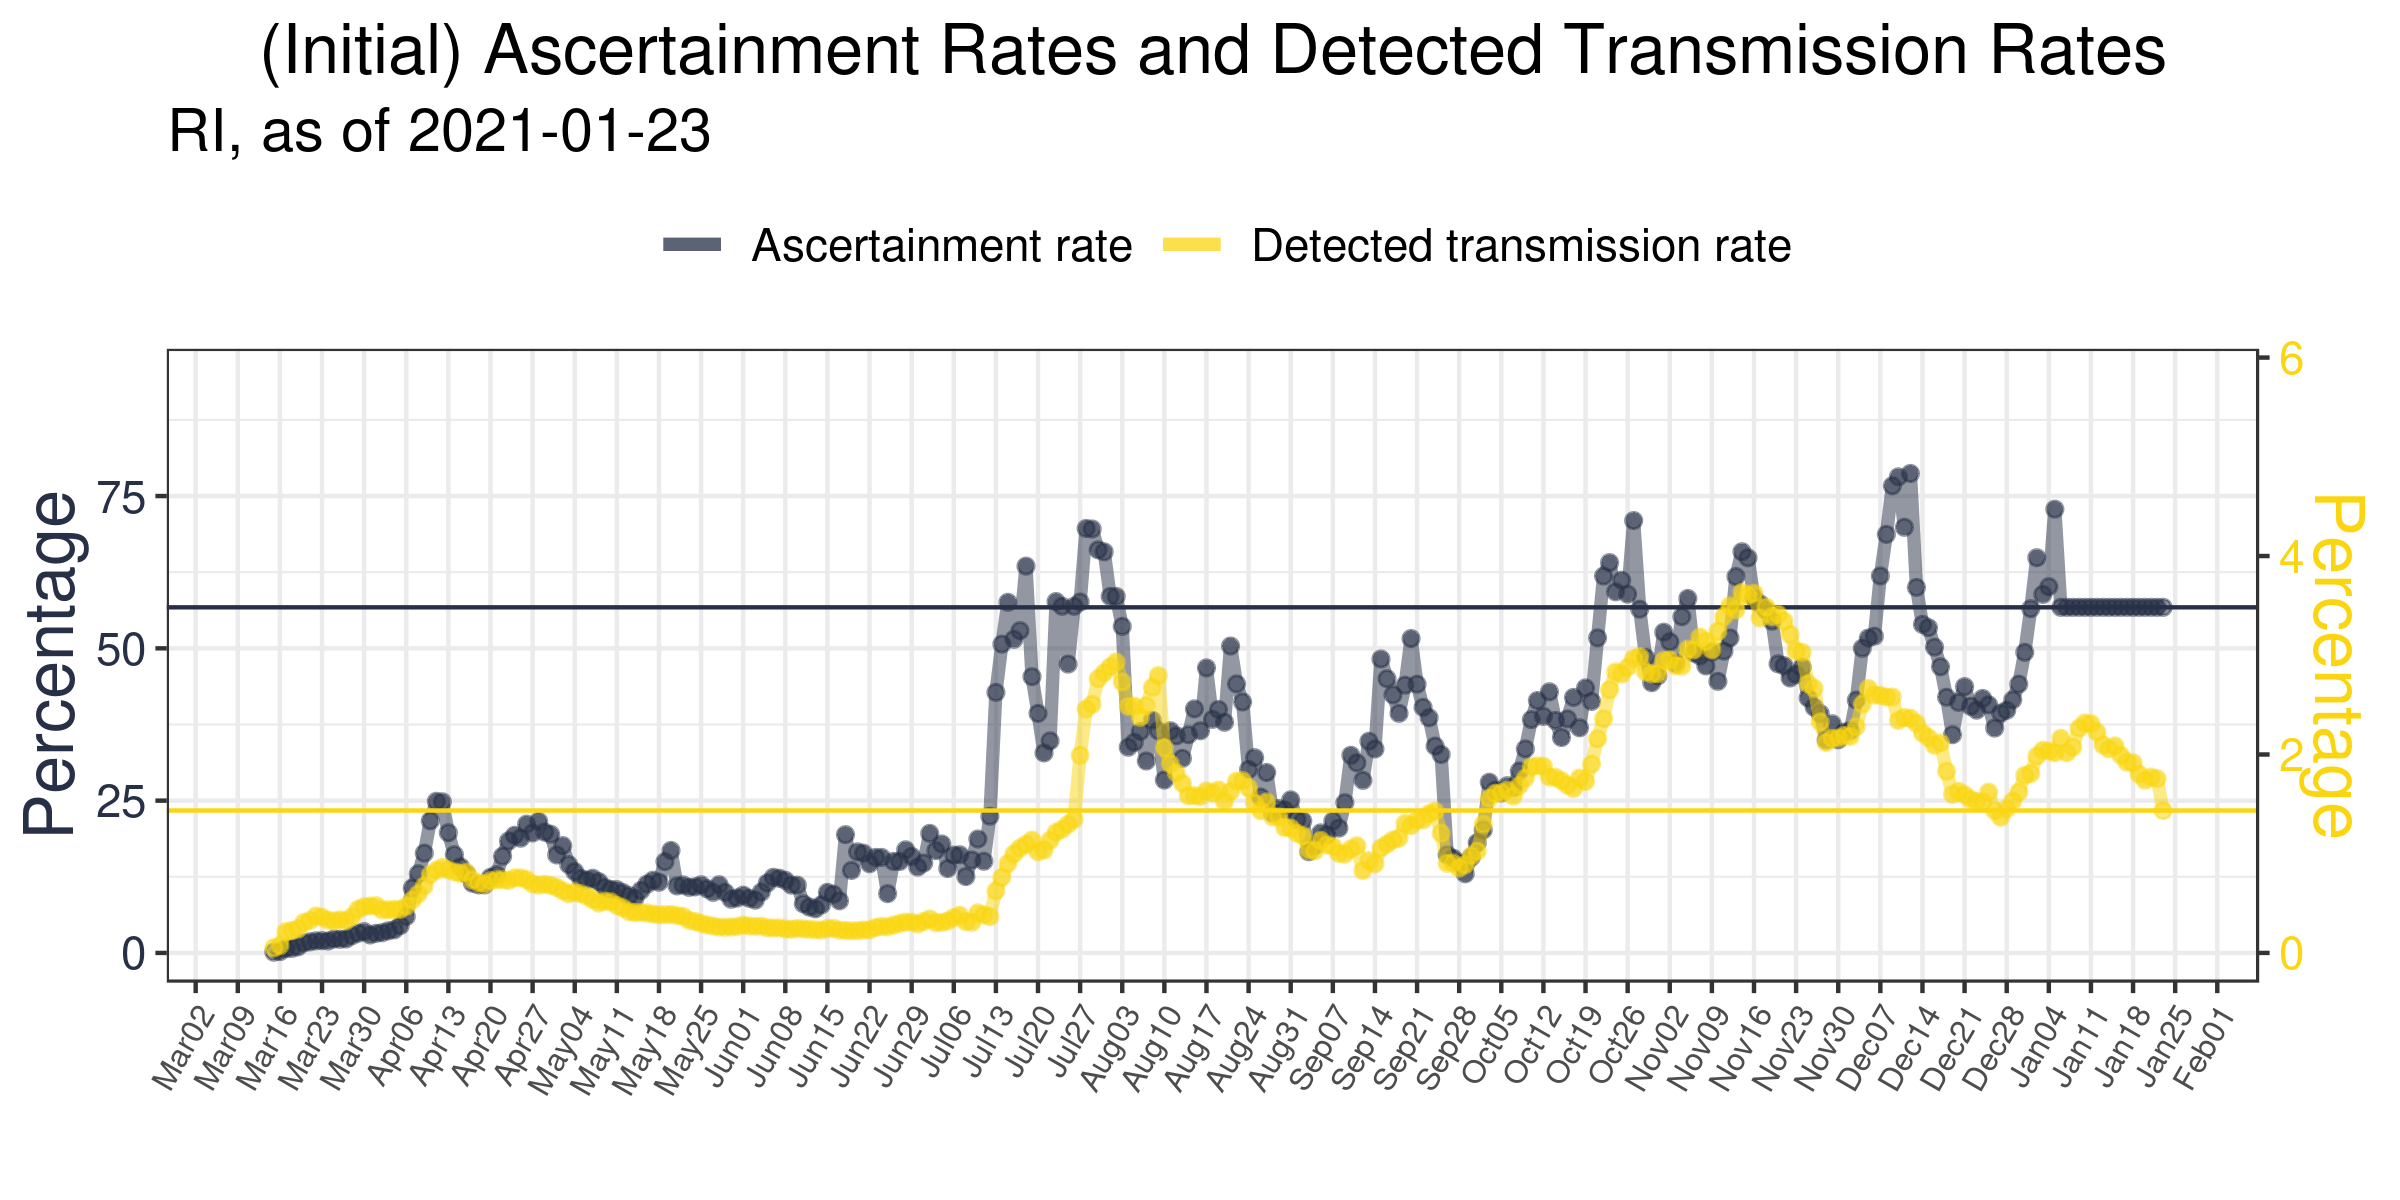 (Initial) Ascertainment Rates and Detected Transmission Rates
RI, as of 2021-01-23
Ascertainment rate Detected transmission rate
Percentage
75
50
25
0
6
4
2
0
Percentage
Mar02 Mar09 Mar16 Mar23 Mar30 Apr06 Apr13 Apr20 Apr27 May04 May11 May18 May25 Jun01 Jun08 Jun15 Jun22 Jun29 Jul06 Jul13 Jul20 Jul27 Aug03 Aug10 Aug17 Aug24 Aug31 Sep07 Sep14 Sep21 Sep28 Oct05 Oct12 Oct19 Oct26 Nov02 Nov09 Nov16 Nov23 Nov30 Dec07 Dec14 Dec21 Dec28 Jan04 Jan11 Jan18 Jan25 Feb01